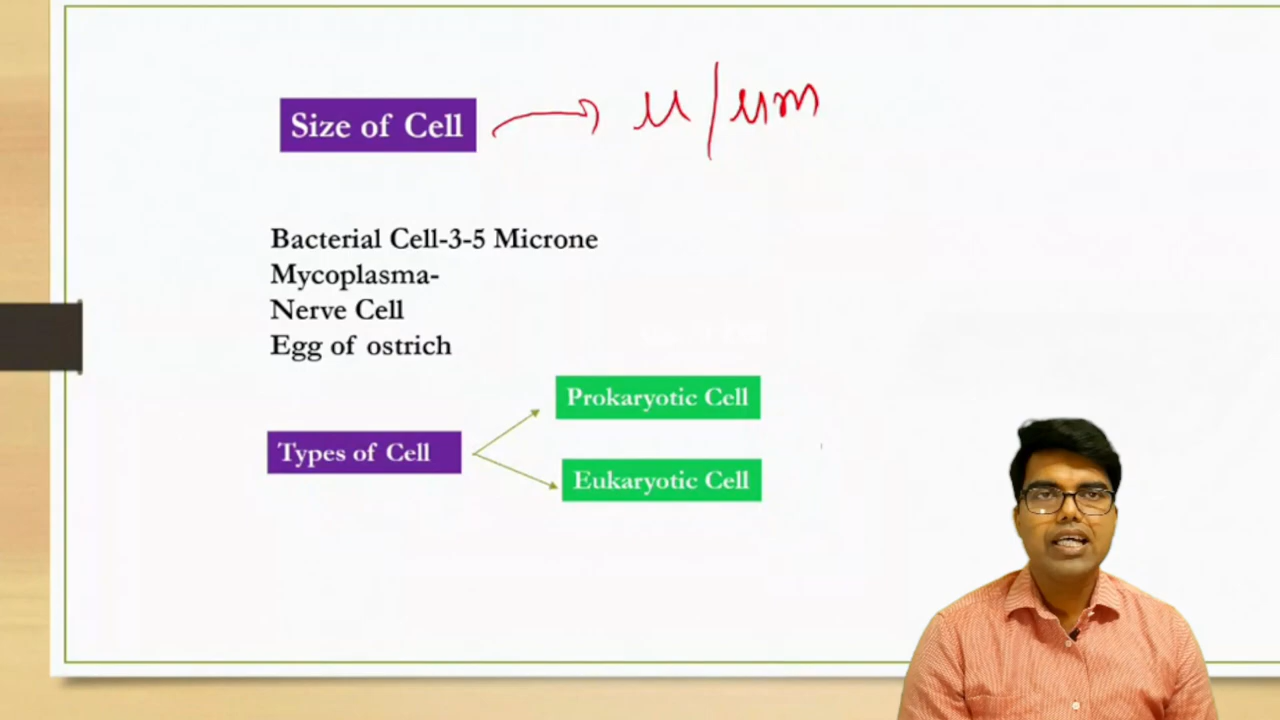 Size of Cell μ/μm
Bacterial Cell-3-5 Microne
Mycoplasma-
Nerve Cell
Egg of ostrich
Prokaryotic Cell
Types of Cell
Eukaryotic Cell